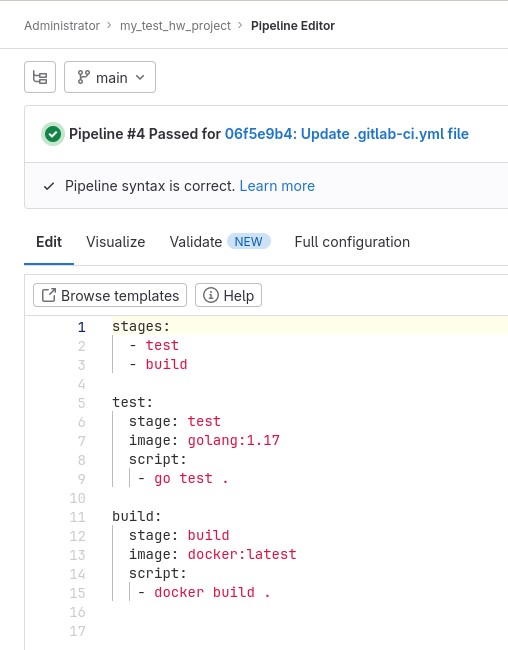 Administrator › my_test_hw_project › Pipeline Editor
main
Pipeline #4 Passed for 06f5e9b4: Update .gitlab-ci.yml file
Pipeline syntax is correct. Learn more
Edit Visualize Validate NEW Full configuration
Browse templates Help
1 stages:
2   - test
3   - build
4
5 test:
6   stage: test
7   image: golang:1.17
8   script:
9    - go test .
10
11 build:
12   stage: build
13   image: docker:latest
14   script:
15    - docker build .
16
17